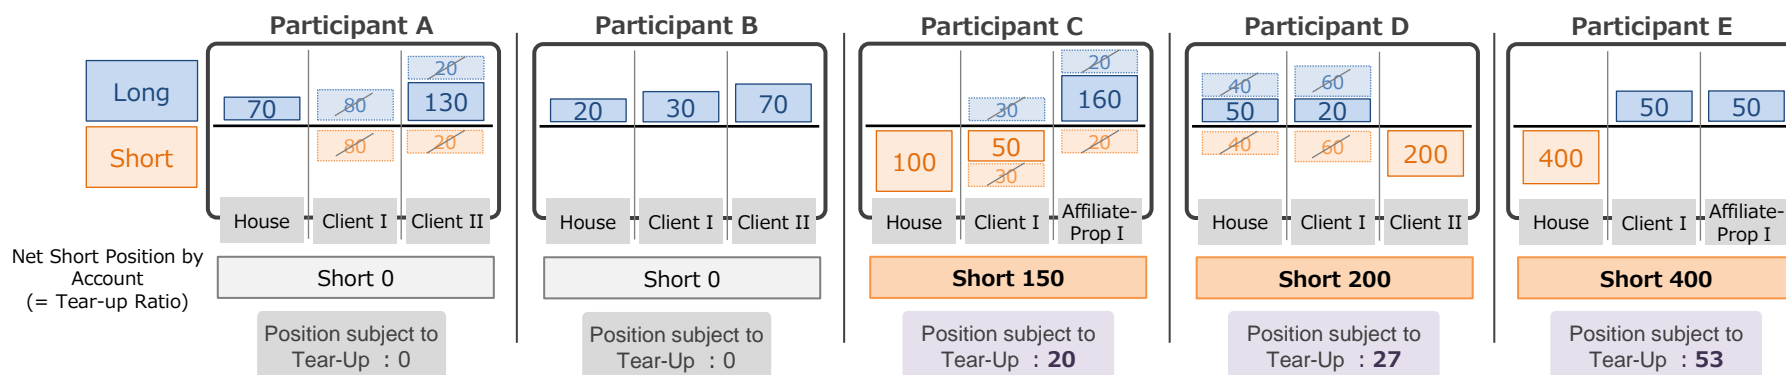 Participant A
Participant B
Participant C
Participant D
Participant E
Long
Short
70
80
80
20
130
20
House
Client I
Client II
20
30
70
House
Client I
Client II
100
30
50
30
20
160
20
House
Client I
Affiliate-
Prop I
40
50
40
60
20
60
200
House
Client I
Client II
400
50
50
House
Client I
Affiliate-
Prop I
Net Short Position by
Account
(= Tear-up Ratio)
Short 0
Short 0
Short 150
Short 200
Short 400
Position subject to
Tear-Up : 0
Position subject to
Tear-Up : 0
Position subject to
Tear-Up : 20
Position subject to
Tear-Up : 27
Position subject to
Tear-Up : 53